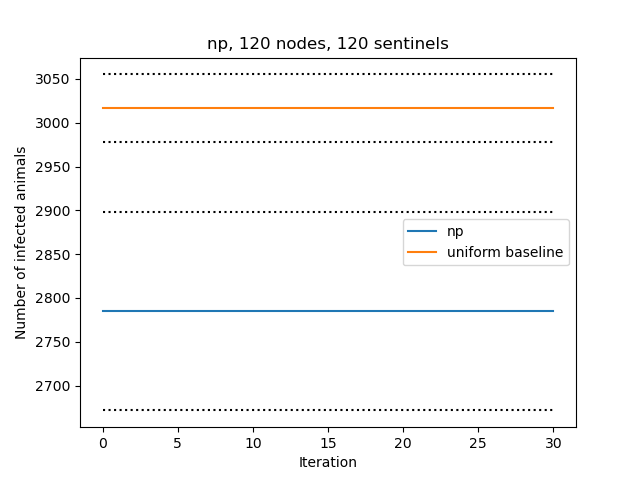 np, 120 nodes, 120 sentinels
Number of infected animals
3050
3000
2950
2900
2850
2800
2750
2700
np
uniform baseline
0 5 10 15 20 25 30
Iteration